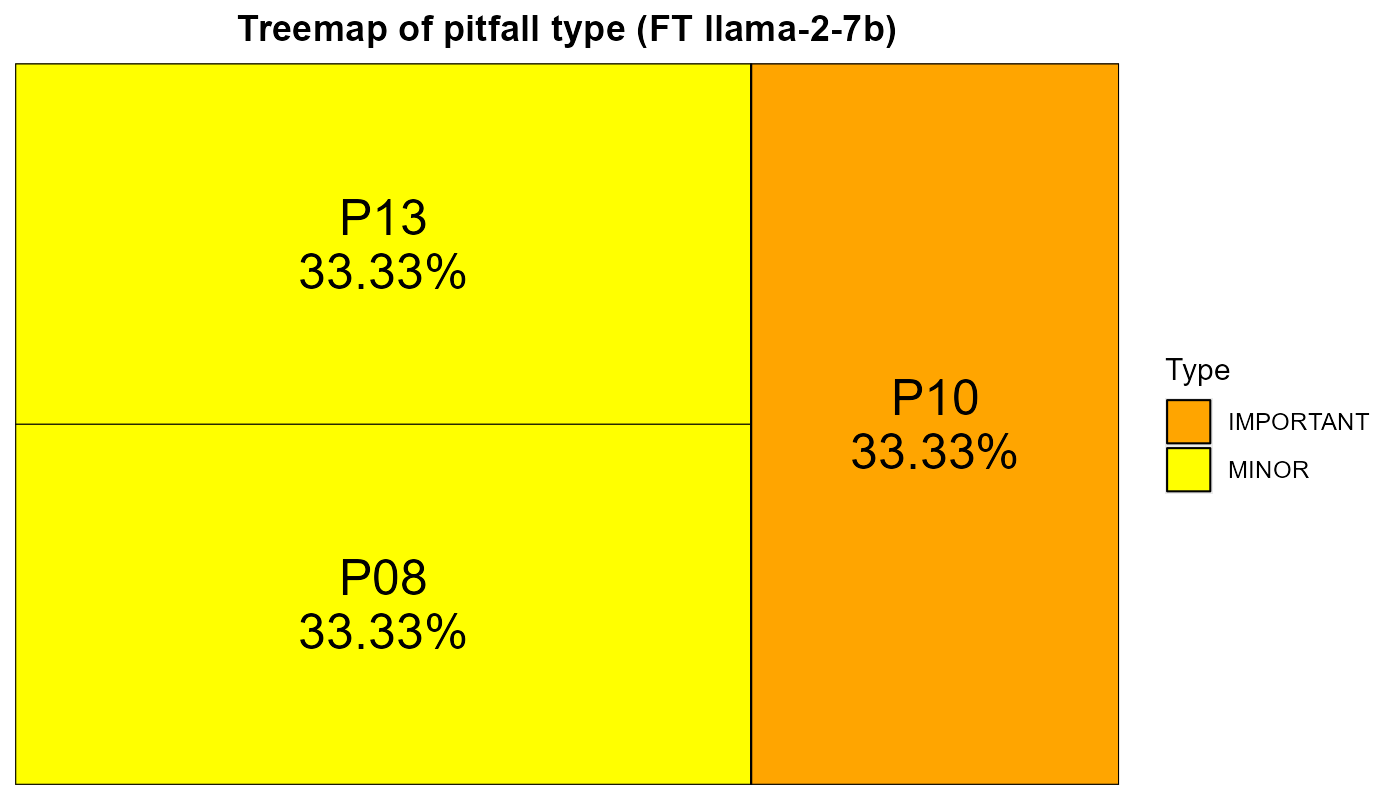 Treemap of pitfall type (FT llama-2-7b)
P13
33.33%
P08
33.33%
P10
33.33%
Type
IMPORTANT
MINOR